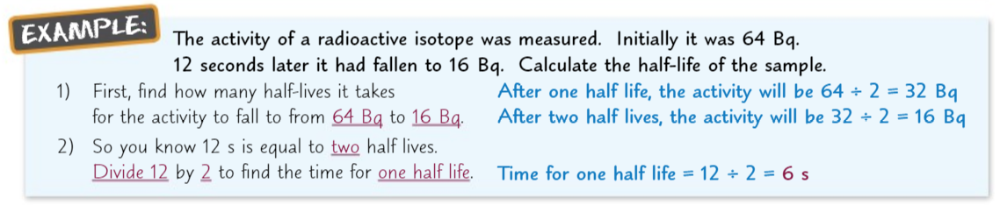 EXAMPLE:
The activity of a radioactive isotope was measured. Initially it was 64 Bq.
12 seconds later it had fallen to 16 Bq. Calculate the half-life of the sample.
1) First, find how many half-lives it takes
for the activity to fall to from 64 Bq to 16 Bq.
After one half life, the activity will be 64 ÷ 2 = 32 Bq
After two half lives, the activity will be 32 ÷ 2 = 16 Bq
2) So you know 12 s is equal to two half lives.
Divide 12 by 2 to find the time for one half life.
Time for one half life = 12 ÷ 2 = 6 s